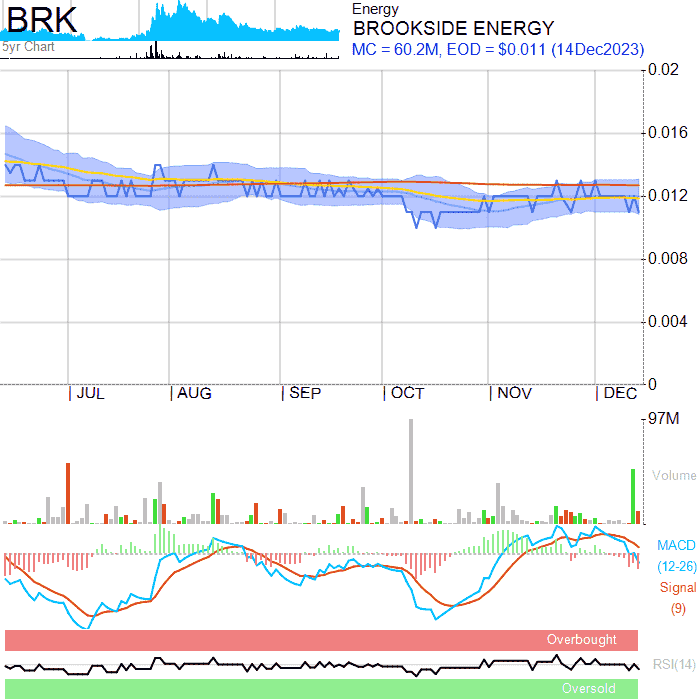 BRK
Energy
BROOKSIDE ENERGY
MC = 60.2M, EOD = $0.011 (14Dec2023)
5yr Chart
0.02
0.016
0.012
0.008
0.004
0
JUL AUG SEP OCT NOV DEC
97M
Volume
MACD
(12-26)
Signal
(9)
Overbought
RSI(14)
Oversold